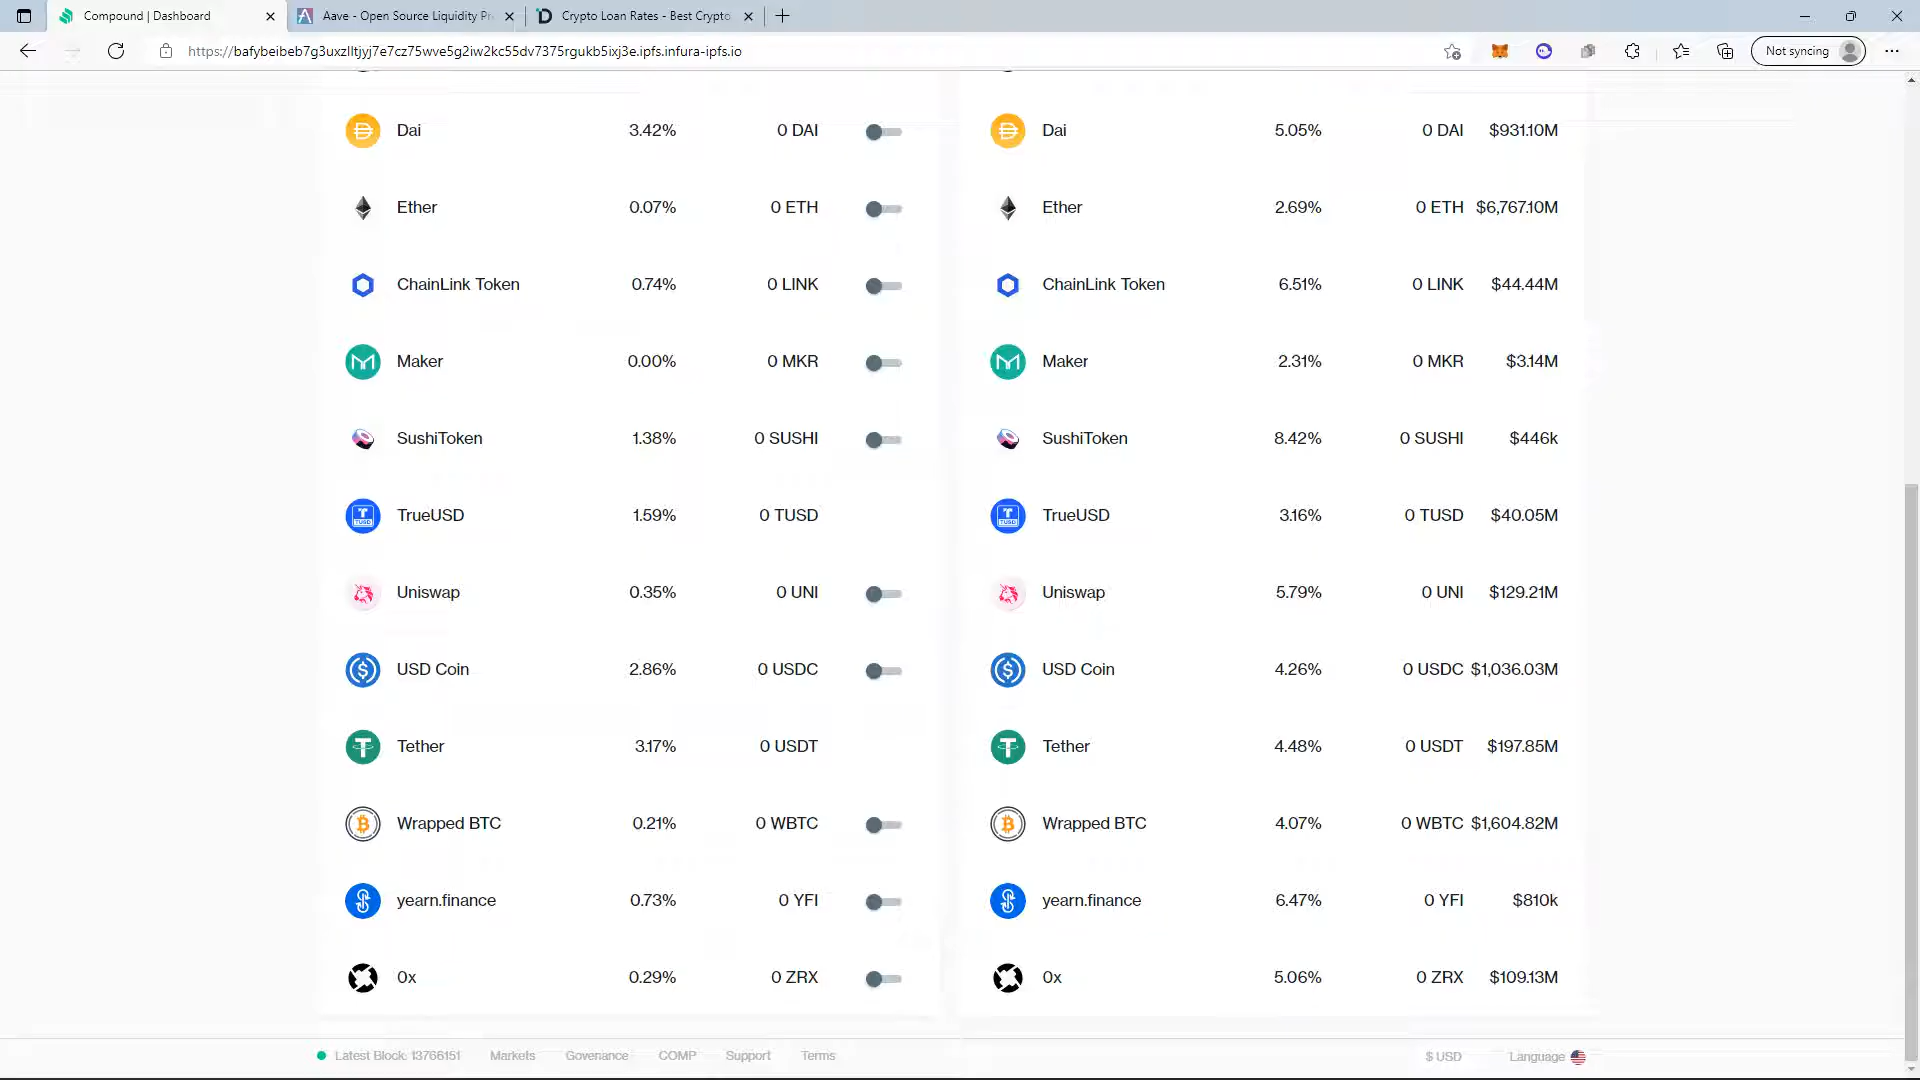 Compound | Dashboard
Aave - Open Source Liquidity Pr
Crypto Loan Rates - Best Crypto
https://bafybeibeb7g3uxzlltjyj7e7cz75wve5g2iw2kc55dv7375rgukb5ixj3e.ipfs.infura-ipfs.io
Not syncing
Dai 3.42% 0 DAI
Dai 5.05% 0 DAI $931.10M
Ether 0.07% 0 ETH
Ether 2.69% 0 ETH $6,767.10M
ChainLink Token 0.74% 0 LINK
ChainLink Token 6.51% 0 LINK $44.44M
Maker 0.00% 0 MKR
Maker 2.31% 0 MKR $3.14M
SushiToken 1.38% 0 SUSHI
SushiToken 8.42% 0 SUSHI $446k
TrueUSD 1.59% 0 TUSD
TrueUSD 3.16% 0 TUSD $40.05M
Uniswap 0.35% 0 UNI
Uniswap 5.79% 0 UNI $129.21M
USD Coin 2.86% 0 USDC
USD Coin 4.26% 0 USDC $1,036.03M
Tether 3.17% 0 USDT
Tether 4.48% 0 USDT $197.85M
Wrapped BTC 0.21% 0 WBTC
Wrapped BTC 4.07% 0 WBTC $1,604.82M
yearn.finance 0.73% 0 YFI
yearn.finance 6.47% 0 YFI $810k
0x 0.29% 0 ZRX
0x 5.06% 0 ZRX $109.13M
Latest Block: 13766151 Markets Governance COMP Support Terms
$ USD Language